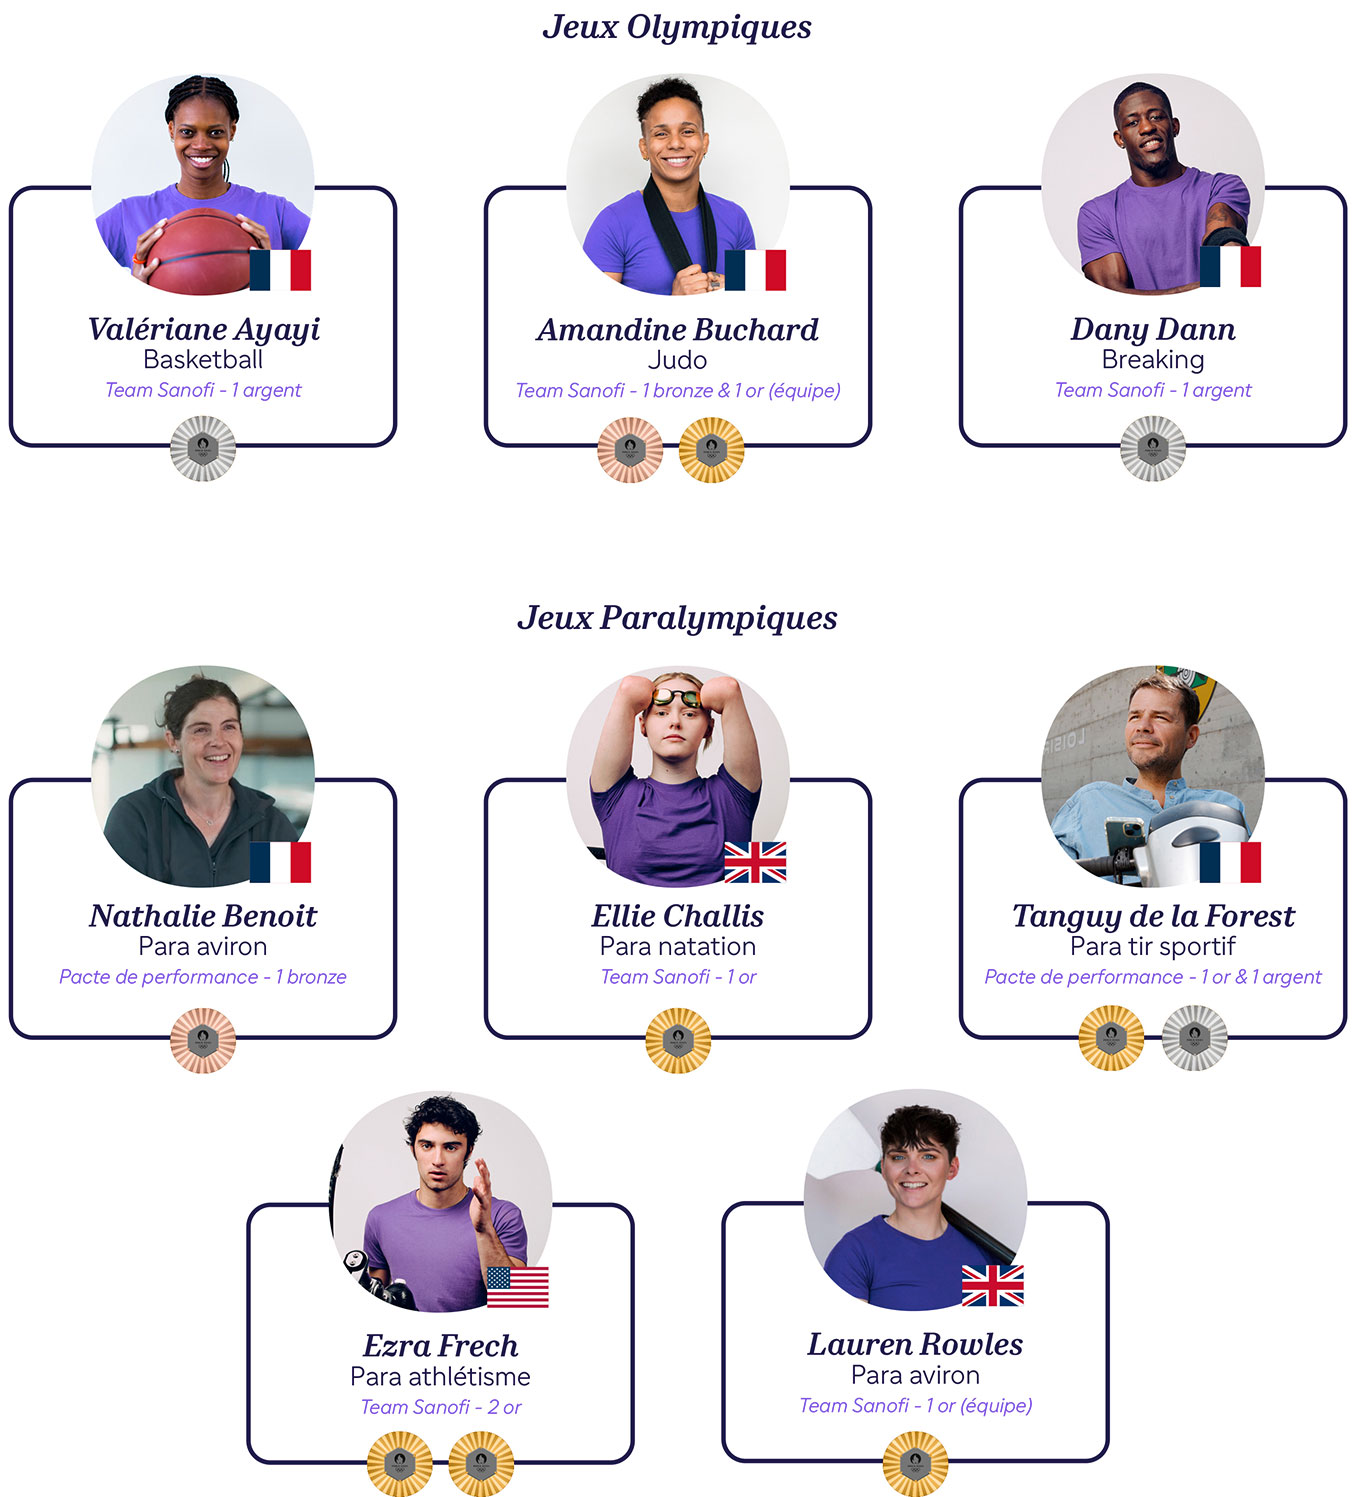 Jeux Olympiques
Valériane Ayayi
Basketball
Team Sanofi - 1 argent
Amandine Buchard
Judo
Team Sanofi - 1 bronze & 1 or (équipe)
Dany Dann
Breaking
Team Sanofi - 1 argent
Jeux Paralympiques
LOISIR
Nathalie Benoit
Para aviron
Pacte de performance - 1 bronze
Ellie Challis
Para natation
Team Sanofi - 1 or
Tanguy de la Forest
Para tir sportif
Pacte de performance - 1 or & 1 argent
Ezra Frech
Para athlétisme
Team Sanofi - 2 or
Lauren Rowles
Para aviron
Team Sanofi - 1 or (équipe)